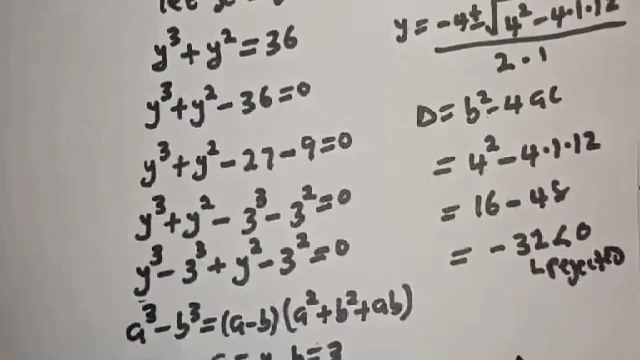 let
y³ + y² = 36
y³ + y² - 36 = 0
y³ + y² - 27 - 9 = 0
y³ + y² - 3³ - 3² = 0
y³ - 3³ + y² - 3² = 0
a³ - b³ = (a-b)(a² + b² + ab)
b = 3
y = -4 ± √4² - 4·1·12
2·1
D = b² - 4ac
= 4² - 4·1·12
= 16 - 48
= -32 < 0
rejected